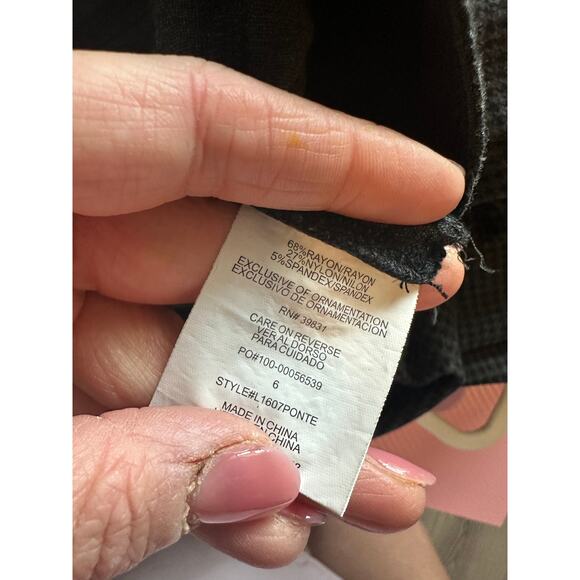 68%RAYON/RAYON
27%NYLON/NILON
5%SPANDEX/SPANDEX
EXCLUSIVE OF ORNAMENTATION
EXCLUSIVO DE ORNAMENTACION
RN# 39831
CARE ON REVERSE
VER AL DORSO
PARA CUIDADO
PO#100-00056539
6
STYLE#L1607PONTE
MADE IN CHINA
CHINA